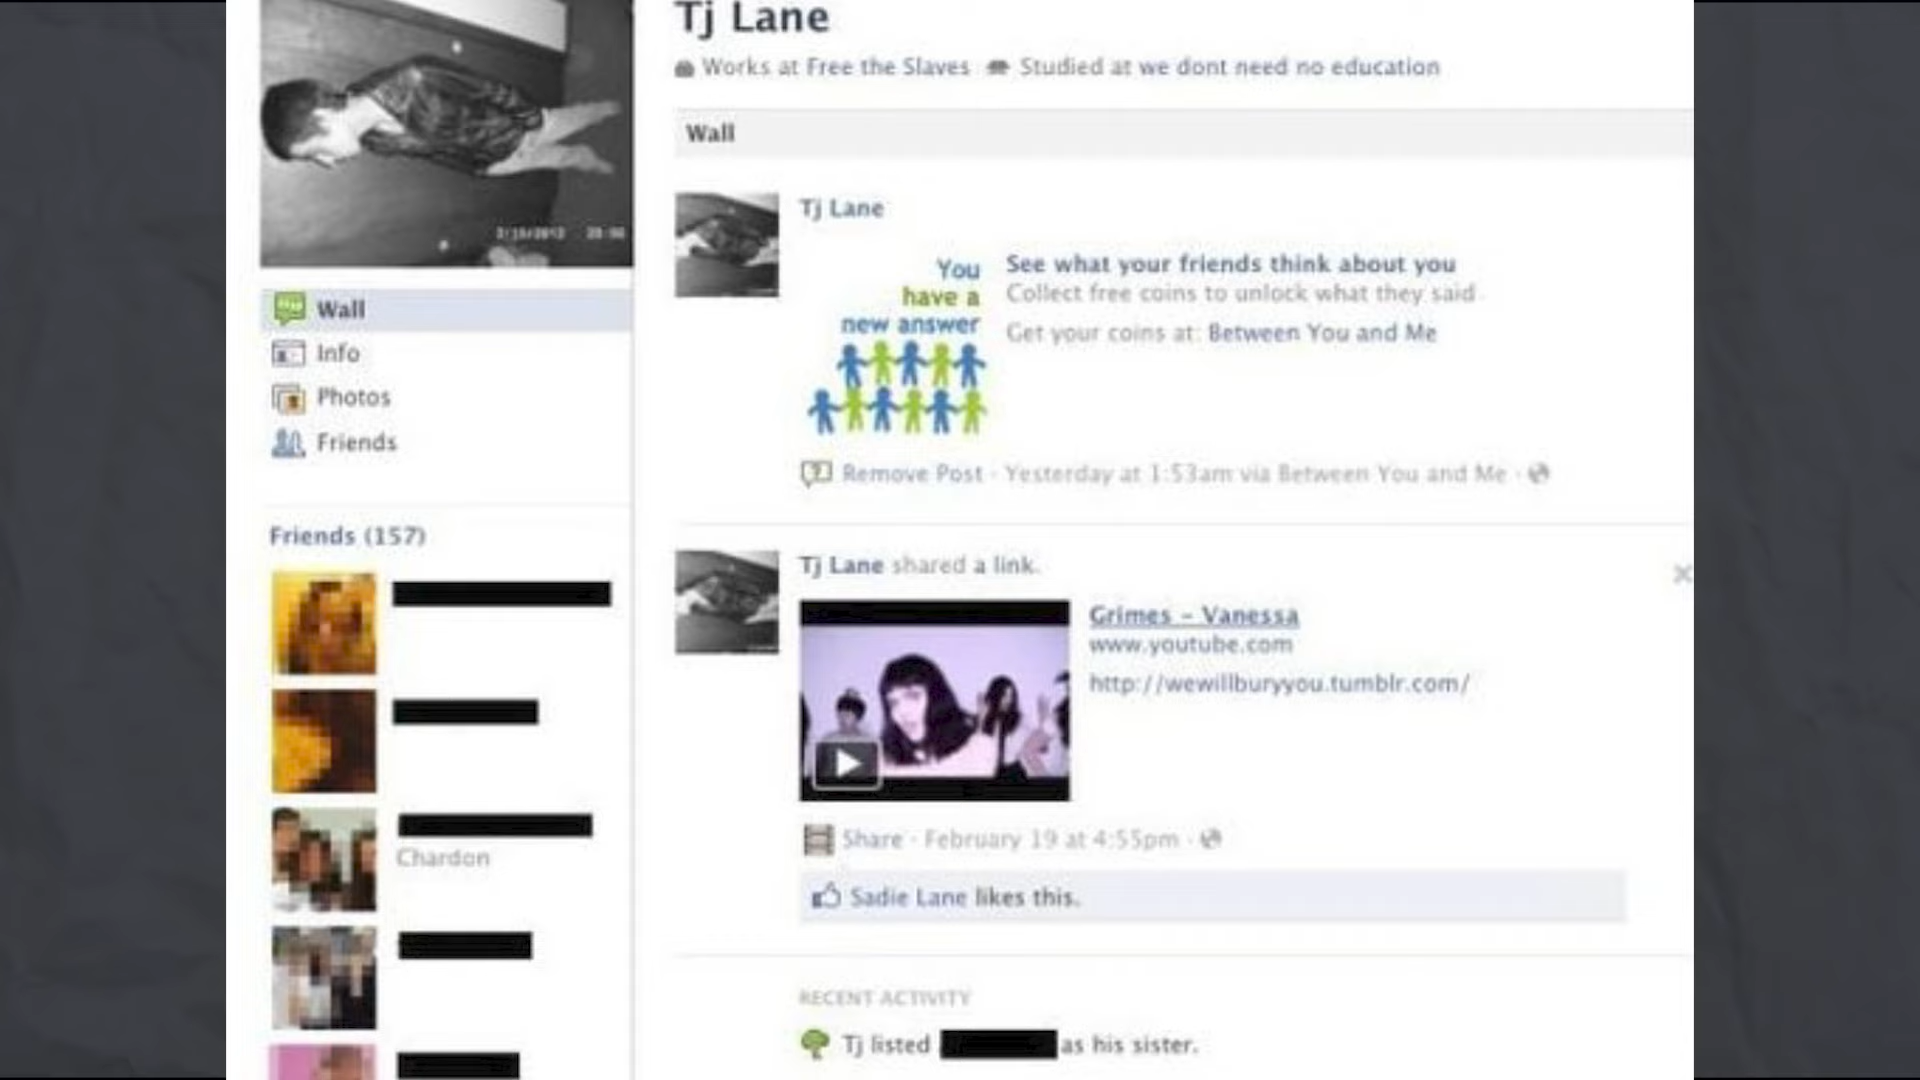 Tj Lane
Works at Free the Slaves Studied at we dont need no education
Wall
Wall
Info
Photos
Friends
Friends (157)
Chardon
Tj Lane
You
have a
new answer
See what your friends think about you
Collect free coins to unlock what they said
Get your coins at: Between You and Me
Remove Post · Yesterday at 1:53am via Between You and Me ·
Tj Lane shared a link.
Grimes - Vanessa
www.youtube.com
http://wewillburyyou.tumblr.com/
Share · February 19 at 4:55pm ·
Sadie Lane likes this.
RECENT ACTIVITY
Tj listed as his sister.